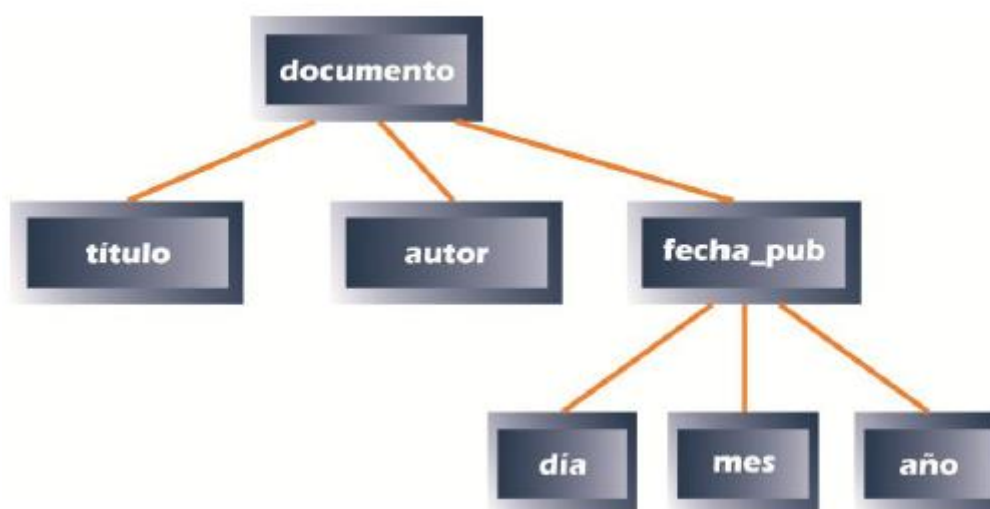 documento
título
autor
fecha_pub
día
mes
año